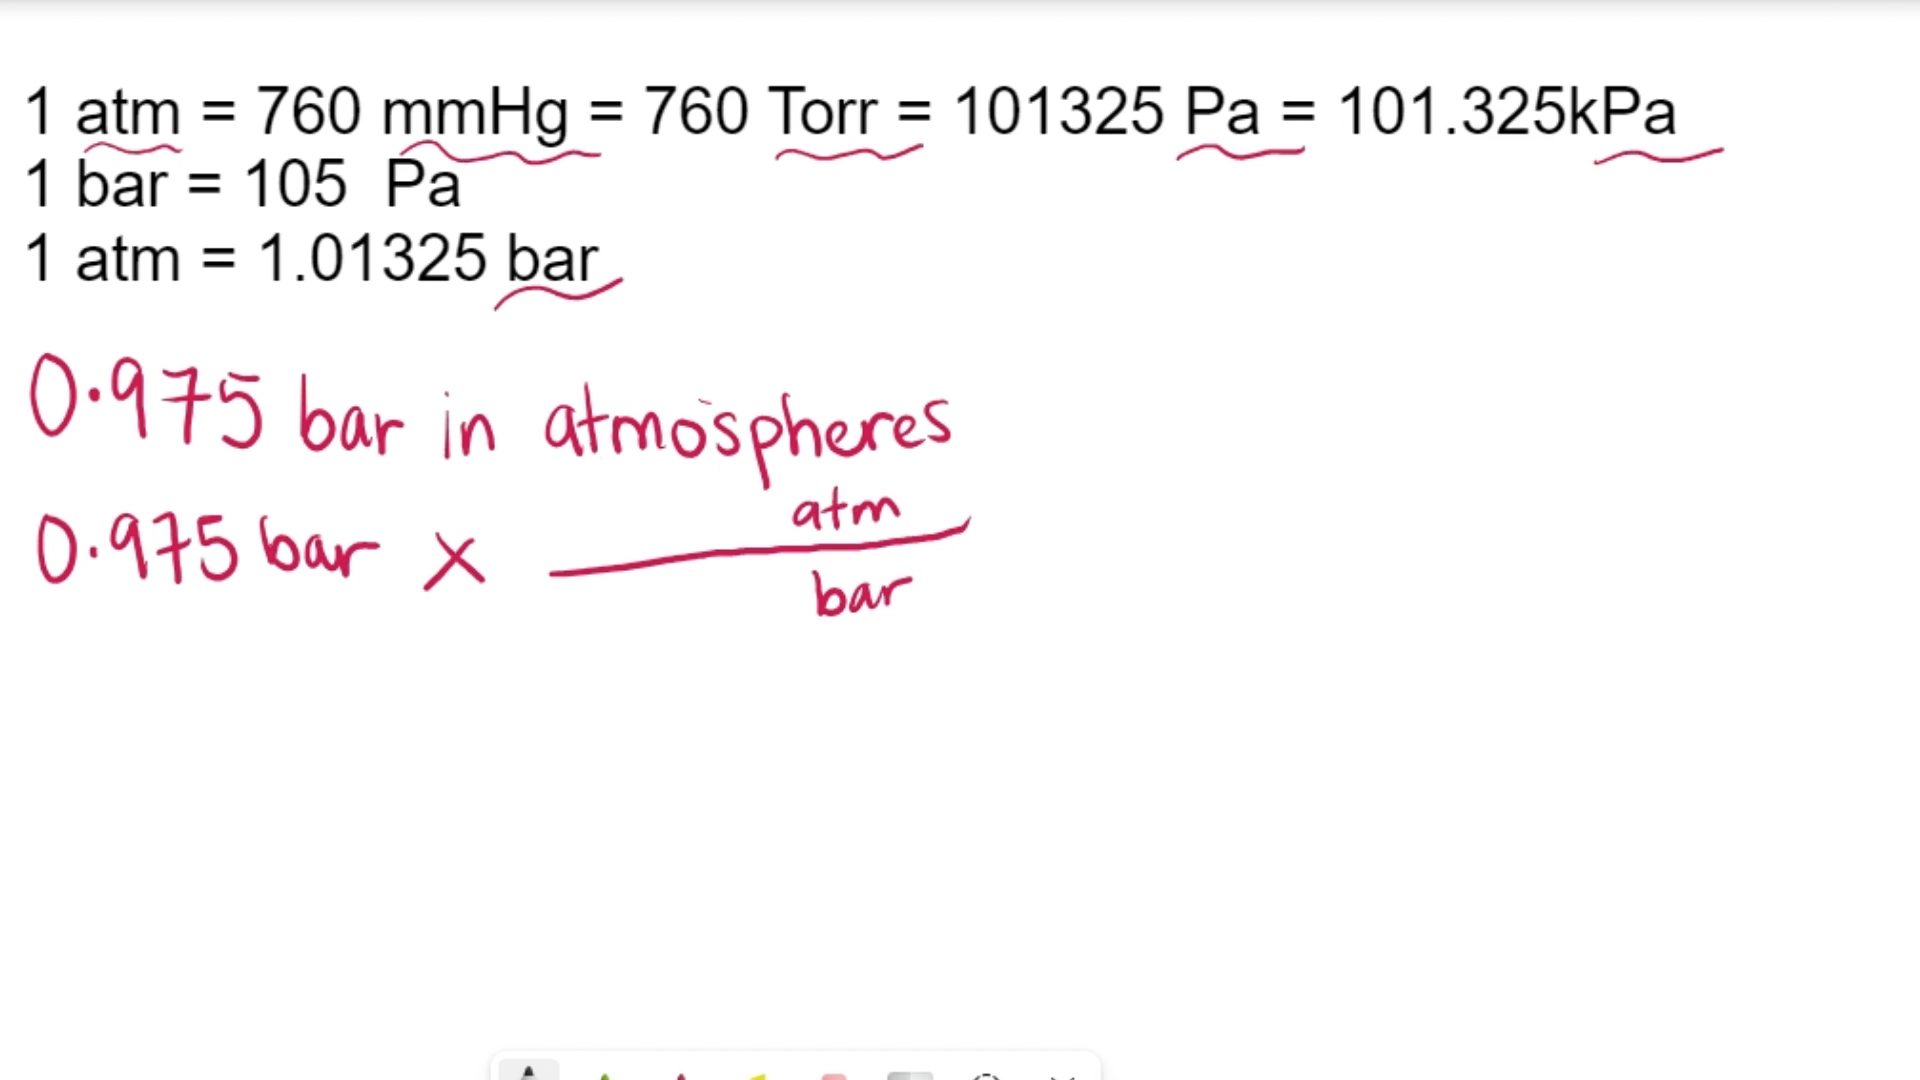 1 atm = 760 mmHg = 760 Torr = 101325 Pa = 101.325kPa
1 bar = 105 Pa
1 atm = 1.01325 bar
0.975 bar in atmospheres
0.975 bar x
atm
bar